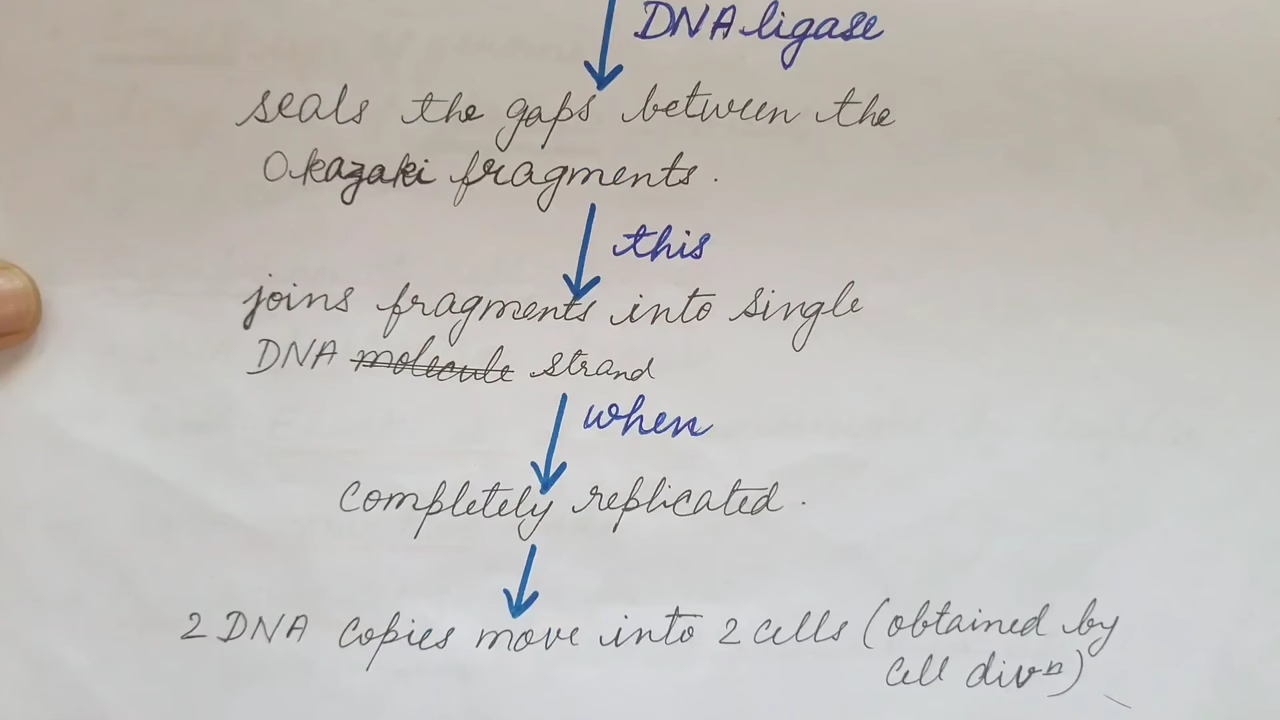 DNA ligase
seals the gaps between the
Okazaki fragments.
this
joins fragments into single
DNA molecule strand
when
completely replicated.
2 DNA copies move into 2 cells (obtained by
cell divⁿ)